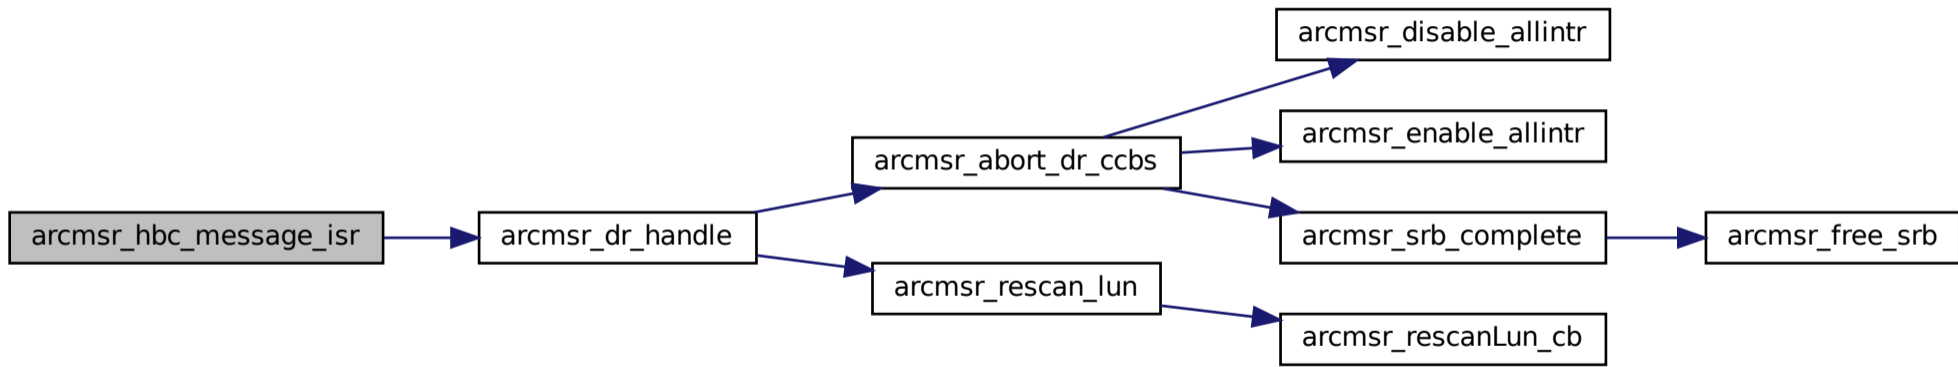 arcmsr_disable_allintr
arcmsr_enable_allintr
arcmsr_abort_dr_ccbs
arcmsr_hbc_message_isr
arcmsr_dr_handle
arcmsr_srb_complete
arcmsr_free_srb
arcmsr_rescan_lun
arcmsr_rescanLun_cb